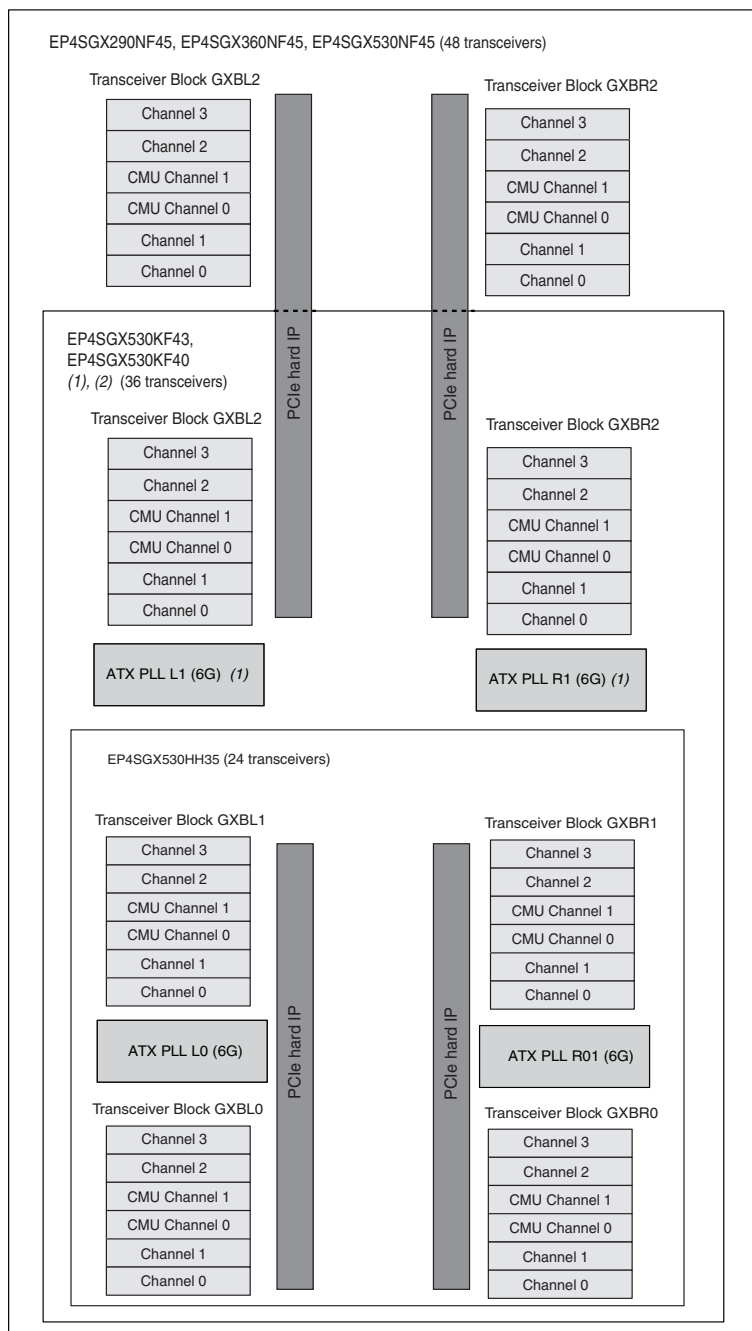 EP4SGX290NF45, EP4SGX360NF45, EP4SGX530NF45 (48 transceivers)
Transceiver Block GXBL2
Channel 3
Channel 2
CMU Channel 1
CMU Channel 0
Channel 1
Channel 0
Transceiver Block GXBR2
Channel 3
Channel 2
CMU Channel 1
CMU Channel 0
Channel 1
Channel 0
EP4SGX530KF43,
EP4SGX530KF40
(1), (2) (36 transceivers)
PCIe hard IP
PCIe hard IP
Transceiver Block GXBL2
Channel 3
Channel 2
CMU Channel 1
CMU Channel 0
Channel 1
Channel 0
Transceiver Block GXBR2
Channel 3
Channel 2
CMU Channel 1
CMU Channel 0
Channel 1
Channel 0
ATX PLL L1 (6G) (1)
ATX PLL R1 (6G) (1)
EP4SGX530HH35 (24 transceivers)
Transceiver Block GXBL1
Channel 3
Channel 2
CMU Channel 1
CMU Channel 0
Channel 1
Channel 0
Transceiver Block GXBR1
Channel 3
Channel 2
CMU Channel 1
CMU Channel 0
Channel 1
Channel 0
ATX PLL L0 (6G)
PCIe hard IP
PCIe hard IP
ATX PLL R01 (6G)
Transceiver Block GXBL0
Channel 3
Channel 2
CMU Channel 1
CMU Channel 0
Channel 1
Channel 0
Transceiver Block GXBR0
Channel 3
Channel 2
CMU Channel 1
CMU Channel 0
Channel 1
Channel 0